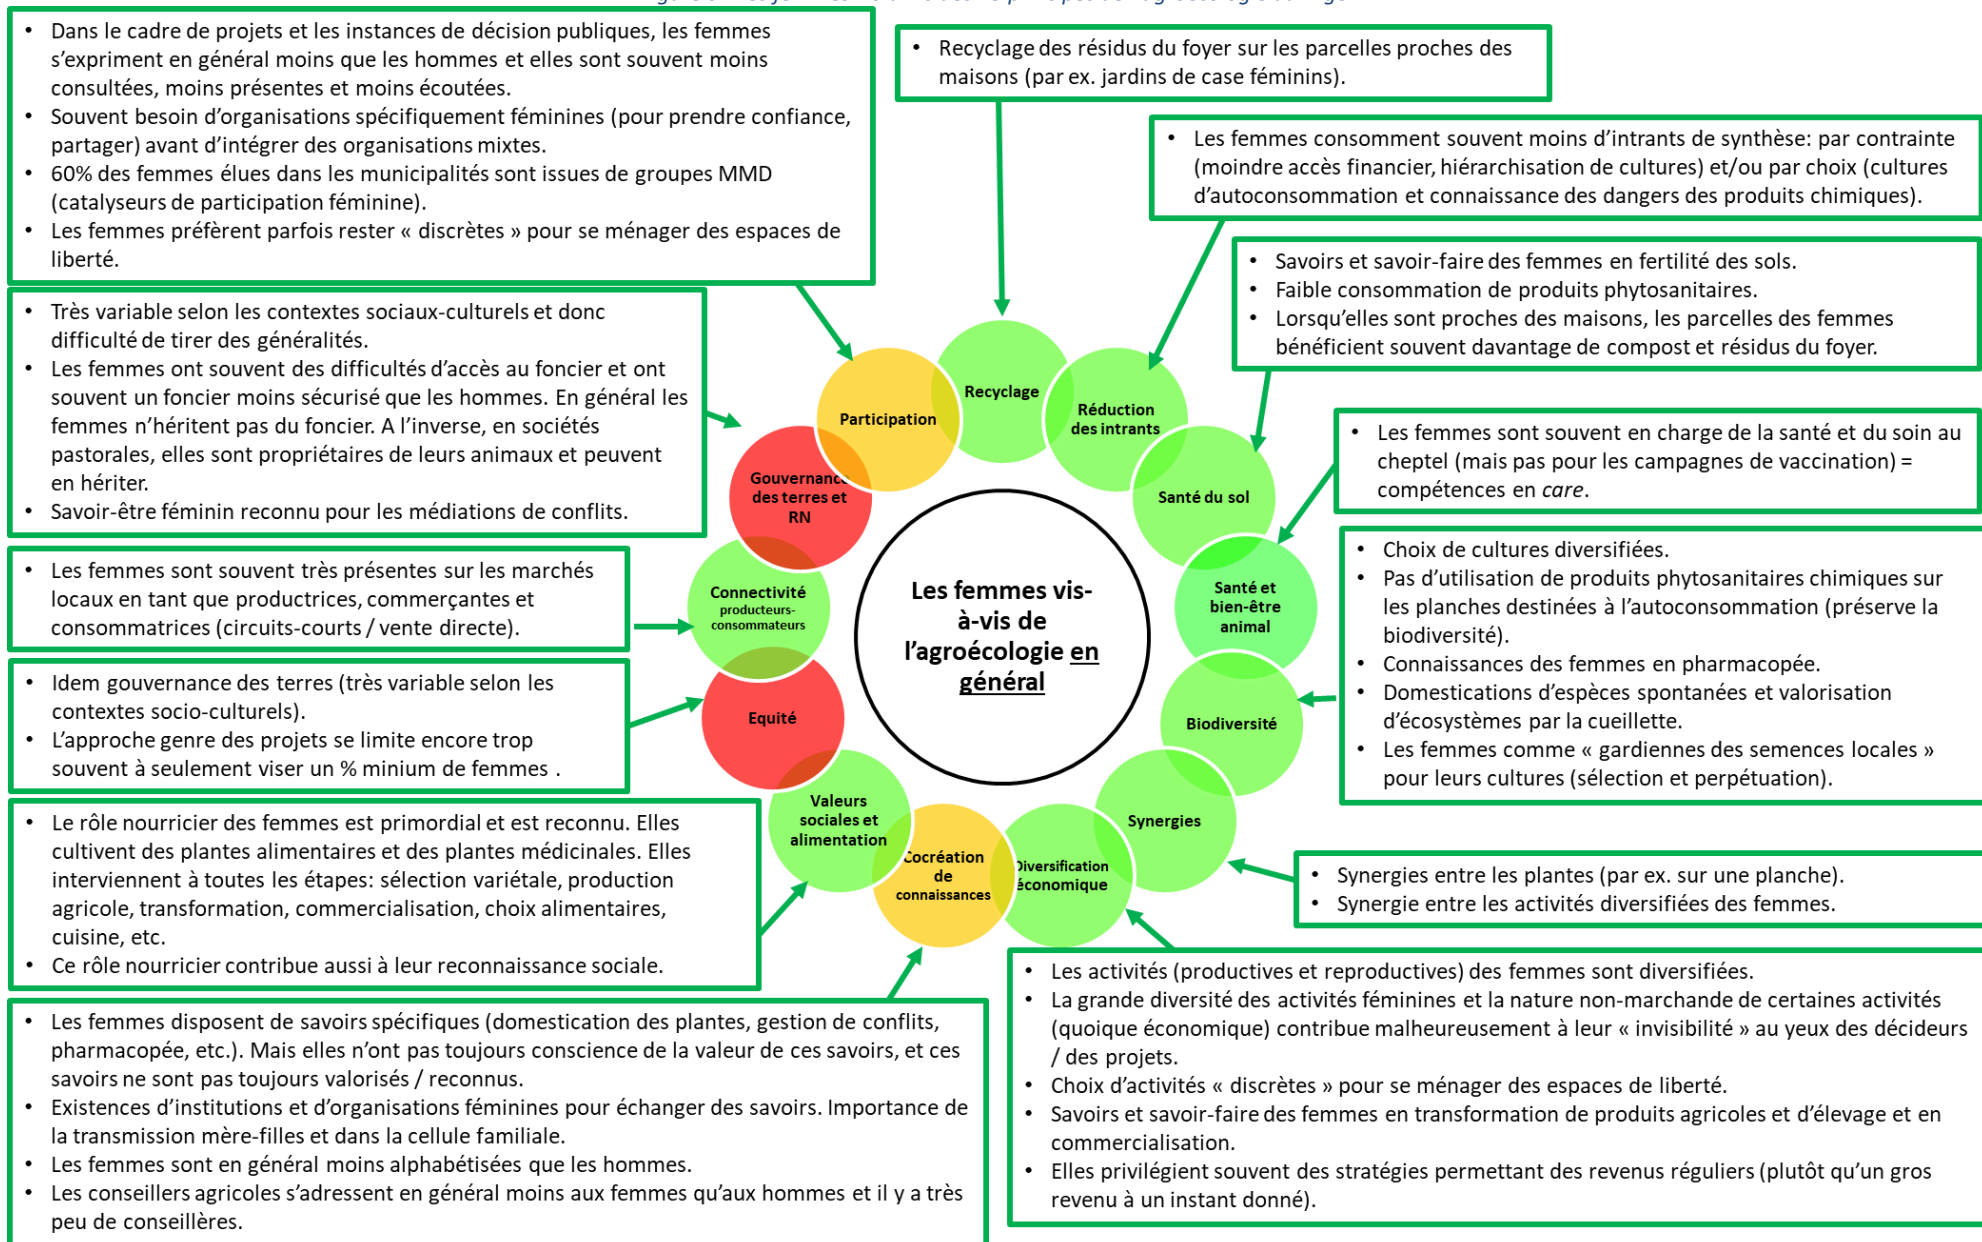 • Dans le cadre de projets et les instances de décision publiques, les femmes
s’expriment en général moins que les hommes et elles sont souvent moins
consultées, moins présentes et moins écoutées.
• Souvent besoin d’organisations spécifiquement féminines (pour prendre confiance,
partager) avant d’intégrer des organisations mixtes.
• 60% des femmes élues dans les municipalités sont issues de groupes MMD
(catalyseurs de participation féminine).
• Les femmes préfèrent parfois rester « discrètes » pour se ménager des espaces de
liberté.
• Recyclage des résidus du foyer sur les parcelles proches des
maisons (par ex. jardins de case féminins).
• Les femmes consomment souvent moins d’intrants de synthèse: par contrainte
(moindre accès financier, hiérarchisation de cultures) et/ou par choix (cultures
d’autoconsommation et connaissance des dangers des produits chimiques).
• Savoirs et savoir-faire des femmes en fertilité des sols.
• Faible consommation de produits phytosanitaires.
• Lorsqu’elles sont proches des maisons, les parcelles des femmes
bénéficient souvent davantage de compost et résidus du foyer.
• Très variable selon les contextes sociaux-culturels et donc
difficulté de tirer des généralités.
• Les femmes ont souvent des difficultés d’accès au foncier et ont
souvent un foncier moins sécurisé que les hommes. En général les
femmes n’héritent pas du foncier. A l’inverse, en sociétés
pastorales, elles sont propriétaires de leurs animaux et peuvent
en hériter.
• Savoir-être féminin reconnu pour les médiations de conflits.
• Les femmes sont souvent en charge de la santé et du soin au
cheptel (mais pas pour les campagnes de vaccination) =
compétences en care.
• Les femmes sont souvent très présentes sur les marchés
locaux en tant que productrices, commerçantes et
consommatrices (circuits-courts / vente directe).
• Choix de cultures diversifiées.
• Pas d’utilisation de produits phytosanitaires chimiques sur
les planches destinées à l’autoconsommation (préserve la
biodiversité).
• Connaissances des femmes en pharmacopée.
• Domestications d’espèces spontanées et valorisation
d’écosystèmes par la cueillette.
• Les femmes comme « gardiennes des semences locales »
pour leurs cultures (sélection et perpétuation).
• Idem gouvernance des terres (très variable selon les
contextes socio-culturels).
• L’approche genre des projets se limite encore trop
souvent à seulement viser un % minium de femmes .
Recyclage
Réduction
des intrants
Santé du sol
Santé et
bien-être
animal
Biodiversité
Synergies
Diversification
économique
Cocréation
de
connaissances
Valeurs
sociales et
alimentation
Equité
Connectivité
producteurs-
consommateurs
Gouvernance
des terres et
RN
Participation
Les femmes vis-
à-vis de
l’agroécologie en
général
• Le rôle nourricier des femmes est primordial et est reconnu. Elles
cultivent des plantes alimentaires et des plantes médicinales. Elles
interviennent à toutes les étapes: sélection variétale, production
agricole, transformation, commercialisation, choix alimentaires,
cuisine, etc.
• Ce rôle nourricier contribue aussi à leur reconnaissance sociale.
• Synergies entre les plantes (par ex. sur une planche).
• Synergie entre les activités diversifiées des femmes.
• Les femmes disposent de savoirs spécifiques (domestication des plantes, gestion de conflits,
pharmacopée, etc.). Mais elles n’ont pas toujours conscience de la valeur de ces savoirs, et ces
savoirs ne sont pas toujours valorisés / reconnus.
• Existences d’institutions et d’organisations féminines pour échanger des savoirs. Importance de
la transmission mère-filles et dans la cellule familiale.
• Les femmes sont en général moins alphabétisées que les hommes.
• Les conseillers agricoles s’adressent en général moins aux femmes qu’aux hommes et il y a très
peu de conseillères.
• Les activités (productives et reproductives) des femmes sont diversifiées.
• La grande diversité des activités féminines et la nature non-marchande de certaines activités
(quoique économique) contribue malheureusement à leur « invisibilité » au yeux des décideurs
/ des projets.
• Choix d’activités « discrètes » pour se ménager des espaces de liberté.
• Savoirs et savoir-faire des femmes en transformation de produits agricoles et d’élevage et en
commercialisation.
• Elles privilégient souvent des stratégies permettant des revenus réguliers (plutôt qu’un gros
revenu à un instant donné).